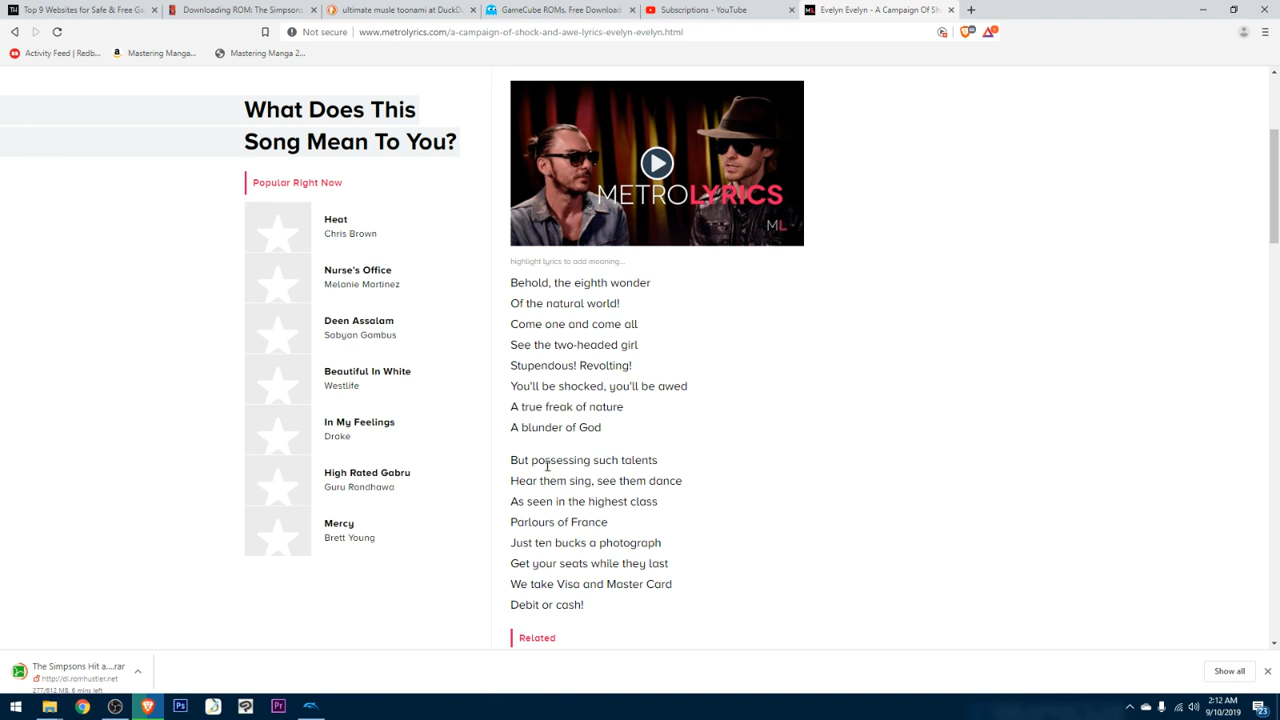 Top 9 Websites for Safe & Free Ga
Downloading ROM: The Simpsons
ultimate musle toonami at DuckD
GameCube ROMs. Free Download
Subscriptions - YouTube
Evelyn Evelyn - A Campaign Of Sh
Not secure
www.metrolyrics.com/a-campaign-of-shock-and-awe-lyrics-evelyn-evelyn.html
Activity Feed | Redb...
Mastering Manga...
Mastering Manga 2...
What Does This
Song Mean To You?
Popular Right Now
Heat
Chris Brown
Nurse's Office
Melanie Martinez
Deen Assalam
Sabyan Gambus
Beautiful In White
Westlife
In My Feelings
Drake
High Rated Gabru
Guru Randhawa
Mercy
Brett Young
METROLYRICS
ML
highlight lyrics to add meaning...
Behold, the eighth wonder
Of the natural world!
Come one and come all
See the two-headed girl
Stupendous! Revolting!
You'll be shocked, you'll be awed
A true freak of nature
A blunder of God
But possessing such talents
Hear them sing, see them dance
As seen in the highest class
Parlours of France
Just ten bucks a photograph
Get your seats while they last
We take Visa and Master Card
Debit or cash!
Related
The Simpsons Hit a....rar
http://dl.romhustler.net
277/612 MB, 6 mins left
Show all
2:12 AM
9/10/2019
23